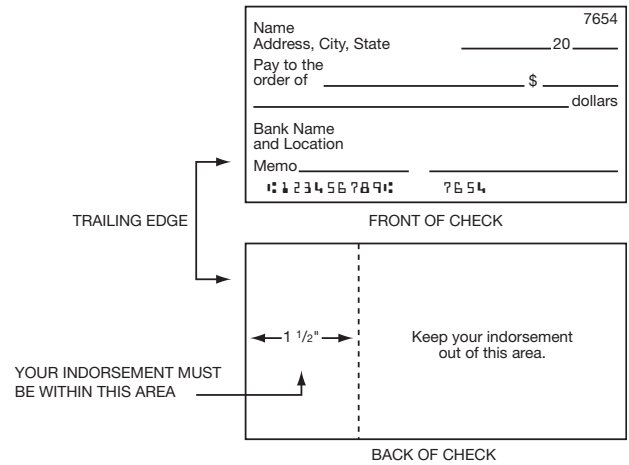 7654
Name
Address, City, State 20
Pay to the
order of $
dollars
Bank Name
and Location
Memo
⑆123456789⑆ 7654
TRAILING EDGE
FRONT OF CHECK
1 1/2"
Keep your indorsement
out of this area.
YOUR INDORSEMENT MUST
BE WITHIN THIS AREA
BACK OF CHECK